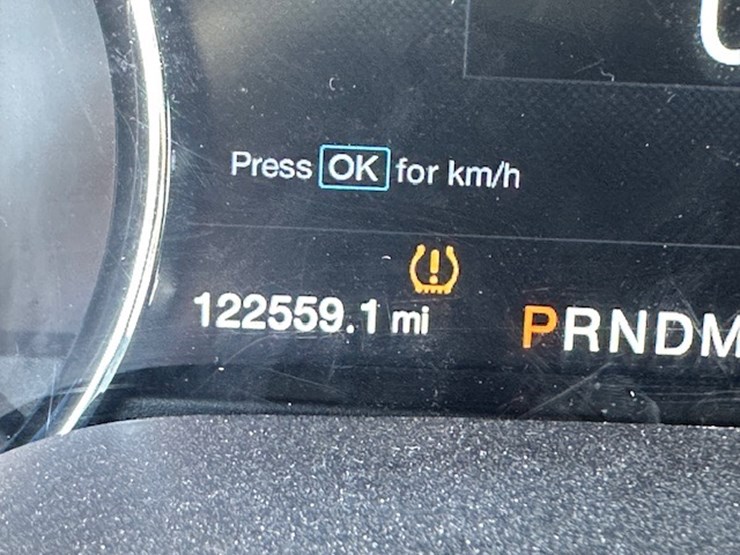 Press OK for km/h
122559.1 mi
PRNDM